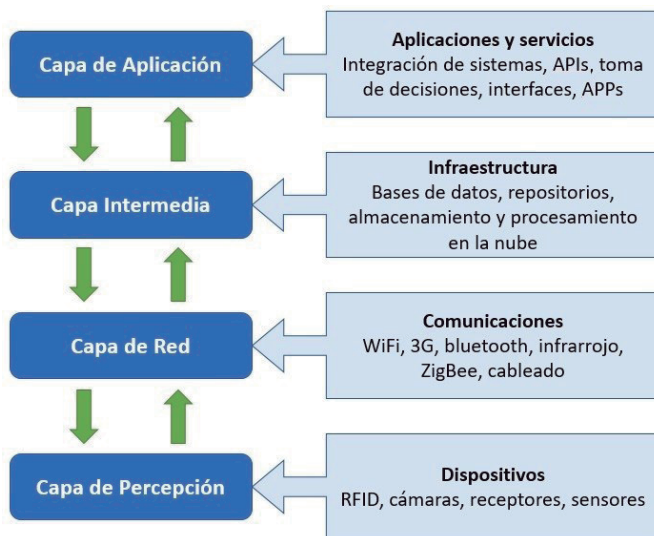 Capa de Aplicación
Aplicaciones y servicios
Integración de sistemas, APIs, toma
de decisiones, interfaces, APPs
Capa Intermedia
Infraestructura
Bases de datos, repositorios,
almacenamiento y procesamiento
en la nube
Capa de Red
Comunicaciones
WiFi, 3G, bluetooth, infrarrojo,
ZigBee, cableado
Capa de Percepción
Dispositivos
RFID, cámaras, receptores, sensores